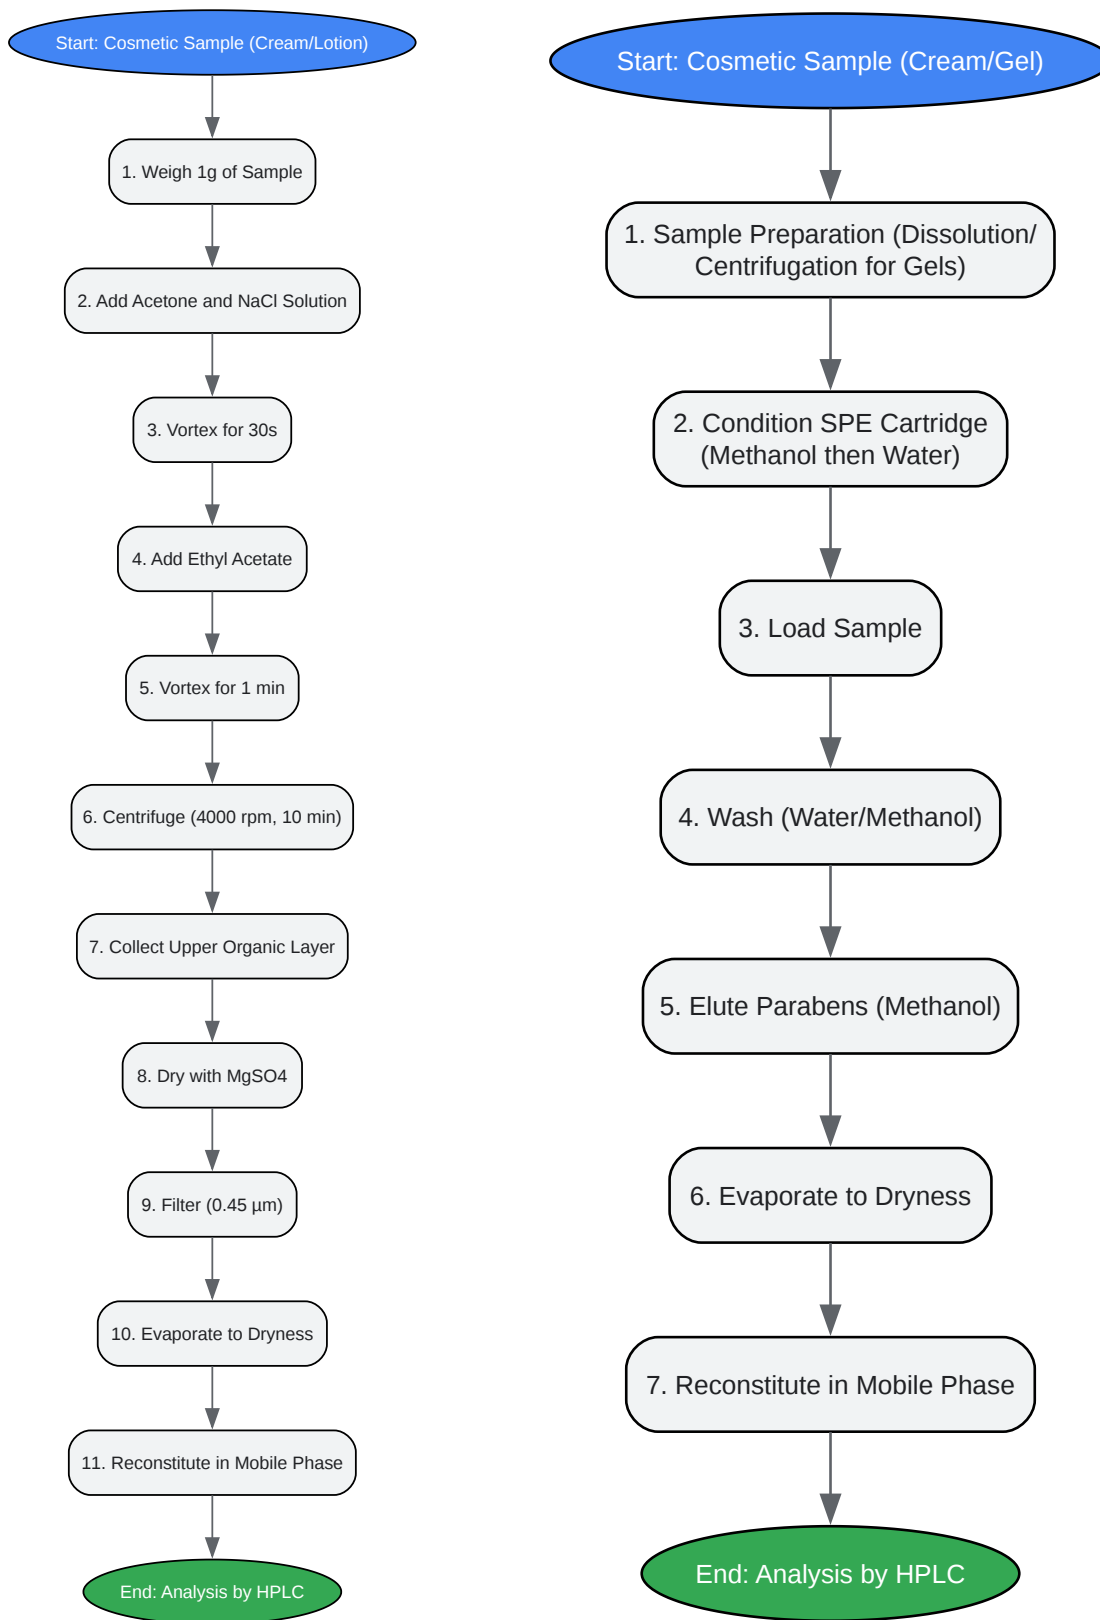 Start: Cosmetic Sample (Cream/Lotion)
1. Weigh 1g of Sample
2. Add Acetone and NaCl Solution
3. Vortex for 30s
4. Add Ethyl Acetate
5. Vortex for 1 min
6. Centrifuge (4000 rpm, 10 min)
7. Collect Upper Organic Layer
8. Dry with MgSO4
9. Filter (0.45 µm)
10. Evaporate to Dryness
11. Reconstitute in Mobile Phase
End: Analysis by HPLC
Start: Cosmetic Sample (Cream/Gel)
1. Sample Preparation (Dissolution/
Centrifugation for Gels)
2. Condition SPE Cartridge
(Methanol then Water)
3. Load Sample
4. Wash (Water/Methanol)
5. Elute Parabens (Methanol)
6. Evaporate to Dryness
7. Reconstitute in Mobile Phase
End: Analysis by HPLC